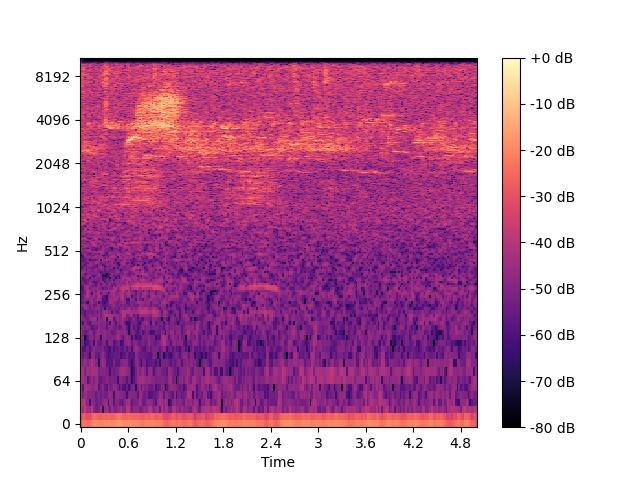 8192
4096
2048
1024
512
256
128
64
0
Hz
0 0.6 1.2 1.8 2.4 3 3.6 4.2 4.8
Time
+0 dB
-10 dB
-20 dB
-30 dB
-40 dB
-50 dB
-60 dB
-70 dB
-80 dB